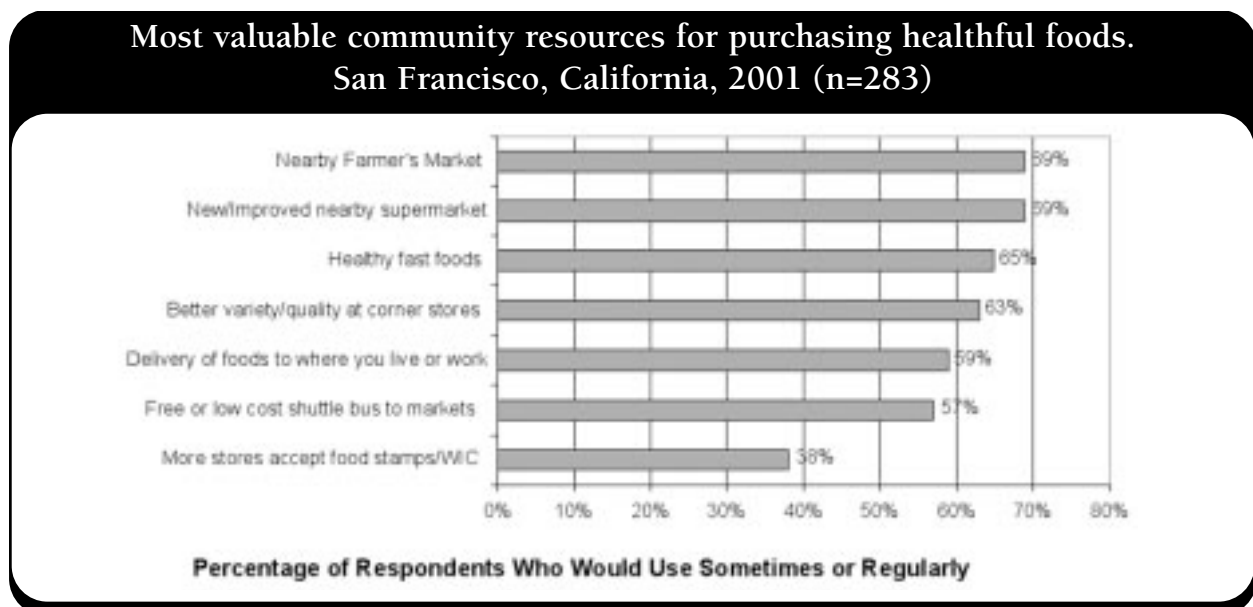 Most valuable community resources for purchasing healthful foods.
San Francisco, California, 2001 (n=283)
Nearby Farmer's Market 69%
New/Improved nearby supermarket 69%
Healthy fast foods 65%
Better variety/quality at corner stores 63%
Delivery of foods to where you live or work 59%
Free or low cost shuttle bus to markets 57%
More stores accept food stamps/WIC 38%
0% 10% 20% 30% 40% 50% 60% 70% 80%
Percentage of Respondents Who Would Use Sometimes or Regularly